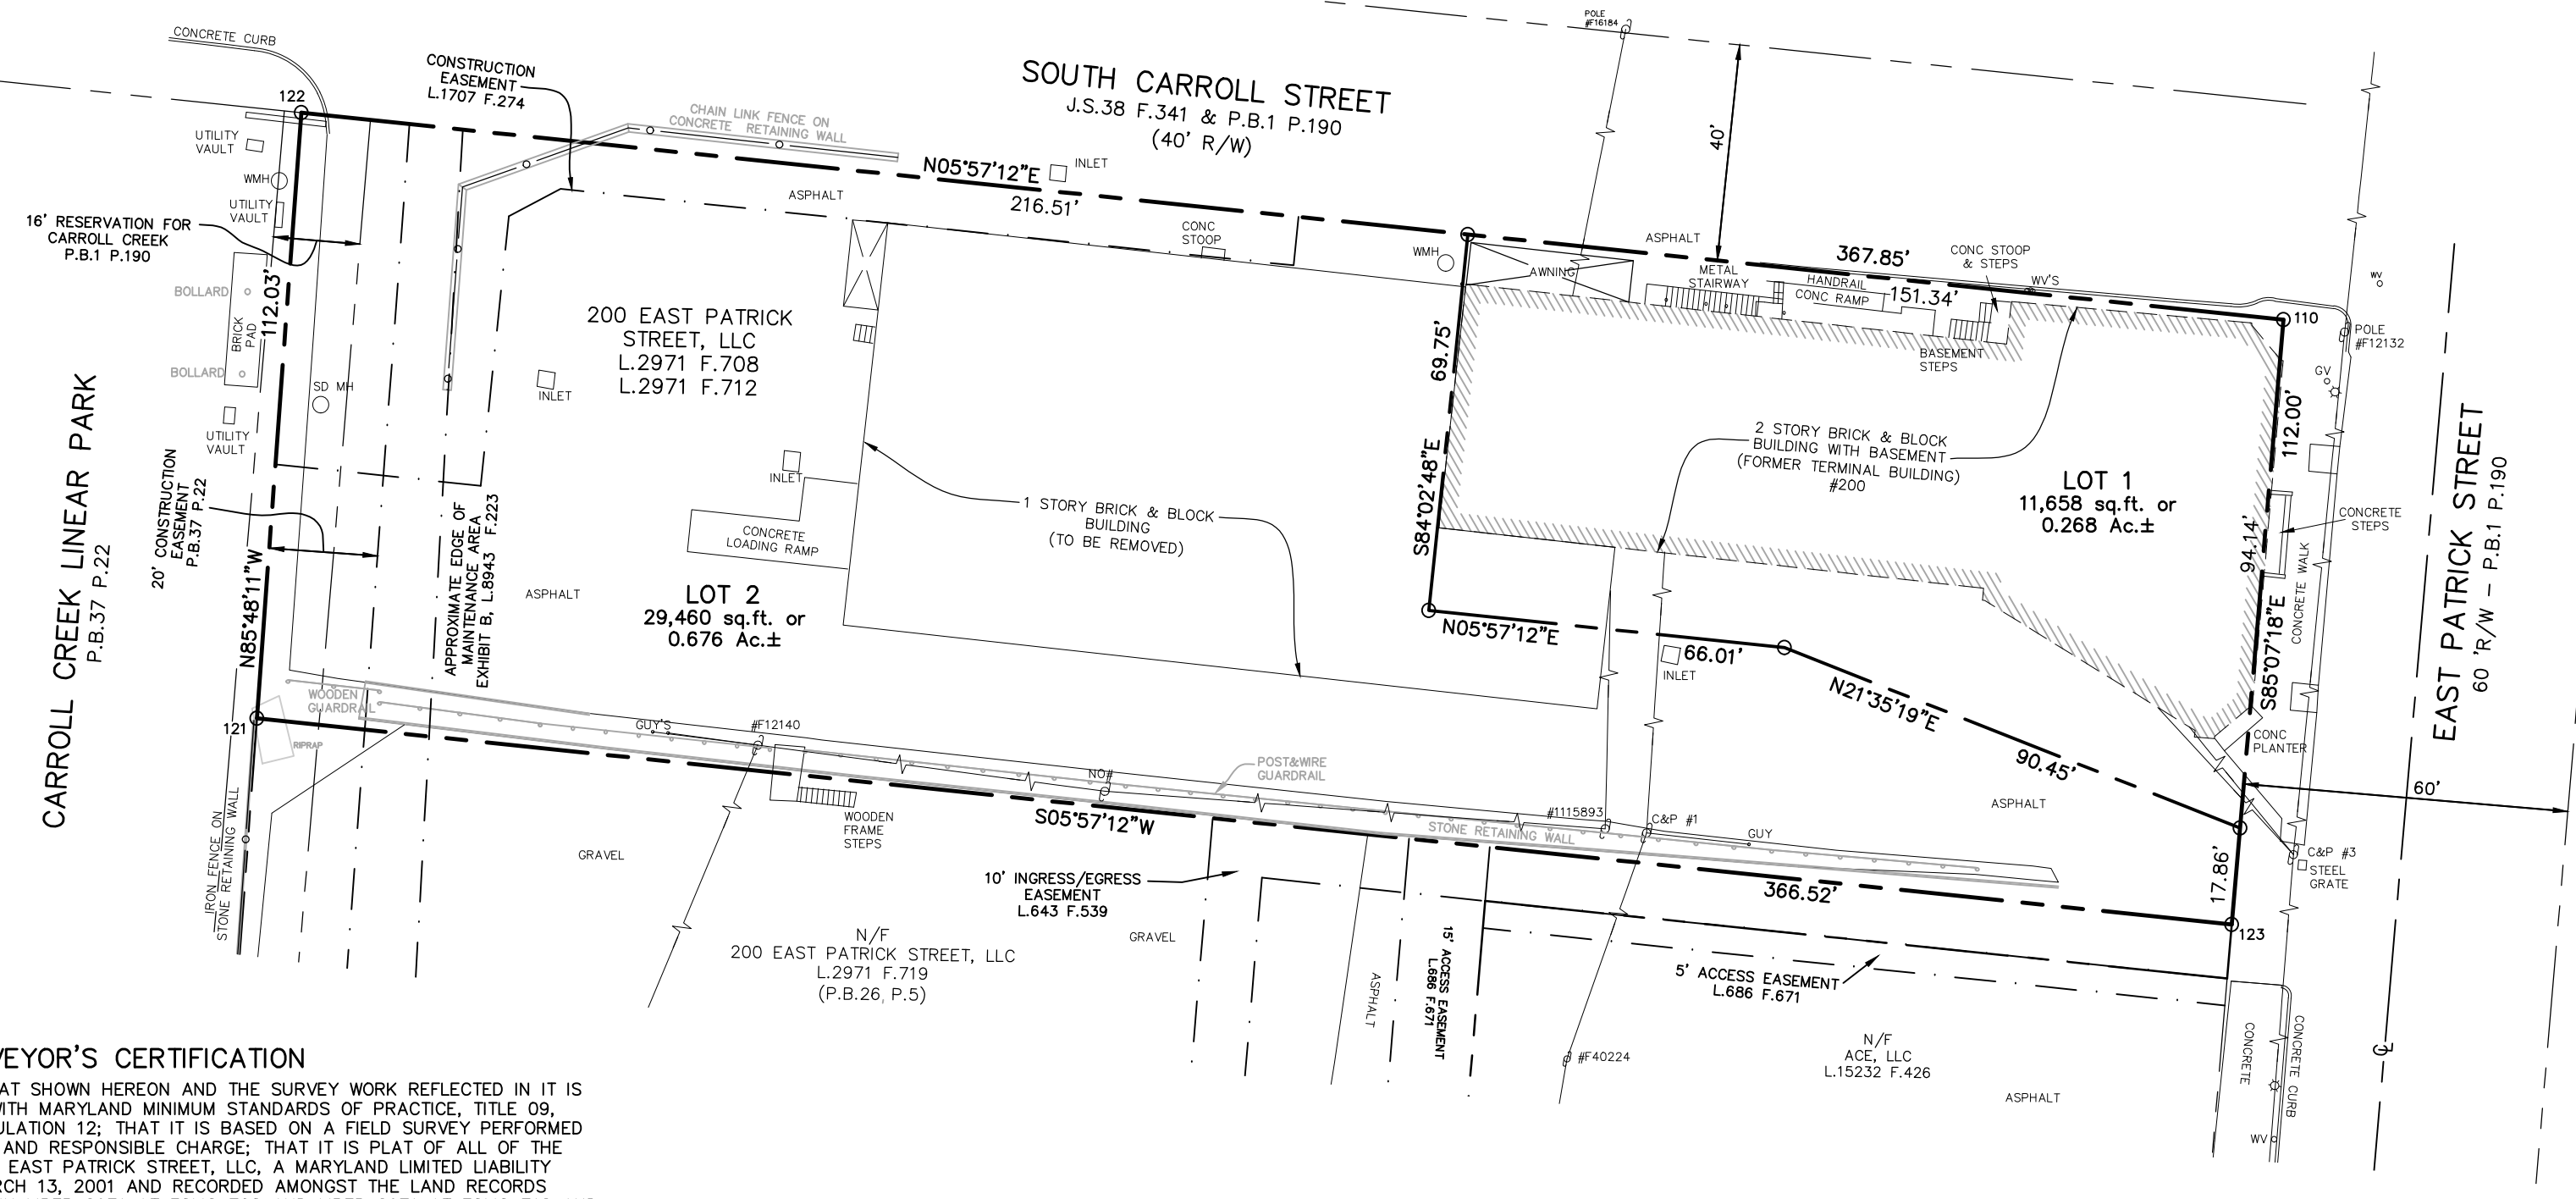 CONCRETE CURB
122
CONSTRUCTION
EASEMENT
L.1707 F.274
CHAIN LINK FENCE ON
CONCRETE RETAINING WALL
SOUTH CARROLL STREET
J.S.38 F.341 & P.B.1 P.190
(40' R/W)
POLE
#F16184
40'
UTILITY
VAULT
WMH
UTILITY
VAULT
16' RESERVATION FOR
CARROLL CREEK
P.B.1 P.190
BOLLARD
BRICK
PAD
112.03'
BOLLARD
SD MH
UTILITY
VAULT
N05°57'12"E
216.51'
INLET
ASPHALT
CONC
STOOP
WMH
AWNING
ASPHALT
METAL
STAIRWAY
HANDRAIL
CONC RAMP
367.85'
151.34'
CONC STOOP
& STEPS
WV'S
BASEMENT
STEPS
110
WV
POLE
#F12132
GV
200 EAST PATRICK
STREET, LLC
L.2971 F.708
L.2971 F.712
INLET
INLET
CONCRETE
LOADING RAMP
1 STORY BRICK & BLOCK
BUILDING
(TO BE REMOVED)
69.75'
S84°02'48"E
2 STORY BRICK & BLOCK
BUILDING WITH BASEMENT
(FORMER TERMINAL BUILDING)
#200
LOT 1
11,658 sq.ft. or
0.268 Ac.±
112.00'
94.14'
S85°07'18"E
CONCRETE
STEPS
CONCRETE WALK
EAST PATRICK STREET
60 'R/W - P.B.1 P.190
CARROLL CREEK LINEAR PARK
P.B.37 P.22
20' CONSTRUCTION
EASEMENT
P.B.37 P.22
N85°48'11"W
APPROXIMATE EDGE OF
MAINTENANCE AREA
EXHIBIT B, L.8943 F.223
ASPHALT
LOT 2
29,460 sq.ft. or
0.676 Ac.±
N05°57'12"E
66.01'
INLET
N21°35'19"E
90.45'
CONC
PLANTER
60'
WOODEN
GUARDRAIL
121
RIPRAP
GUY'S
#F12140
NO#
POST&WIRE
GUARDRAIL
WOODEN
FRAME
STEPS
S05°57'12"W
#1115893
C&P #1
GUY
STONE RETAINING WALL
ASPHALT
366.52'
17.86'
C&P #3
STEEL
GRATE
123
IRON FENCE ON
STONE RETAINING WALL
GRAVEL
10' INGRESS/EGRESS
EASEMENT
L.643 F.539
N/F
200 EAST PATRICK STREET, LLC
L.2971 F.719
(P.B.26, P.5)
GRAVEL
ASPHALT
15' ACCESS EASEMENT
L.686 F.671
5' ACCESS EASEMENT
L.686 F.671
#F40224
N/F
ACE, LLC
L.15232 F.426
ASPHALT
CONCRETE
CONCRETE CURB
WV
VEYOR'S CERTIFICATION
AT SHOWN HEREON AND THE SURVEY WORK REFLECTED IN IT IS
WITH MARYLAND MINIMUM STANDARDS OF PRACTICE, TITLE 09,
ULATION 12; THAT IT IS BASED ON A FIELD SURVEY PERFORMED
AND RESPONSIBLE CHARGE; THAT IT IS PLAT OF ALL OF THE
EAST PATRICK STREET, LLC, A MARYLAND LIMITED LIABILITY
RCH 13, 2001 AND RECORDED AMONGST THE LAND RECORDS